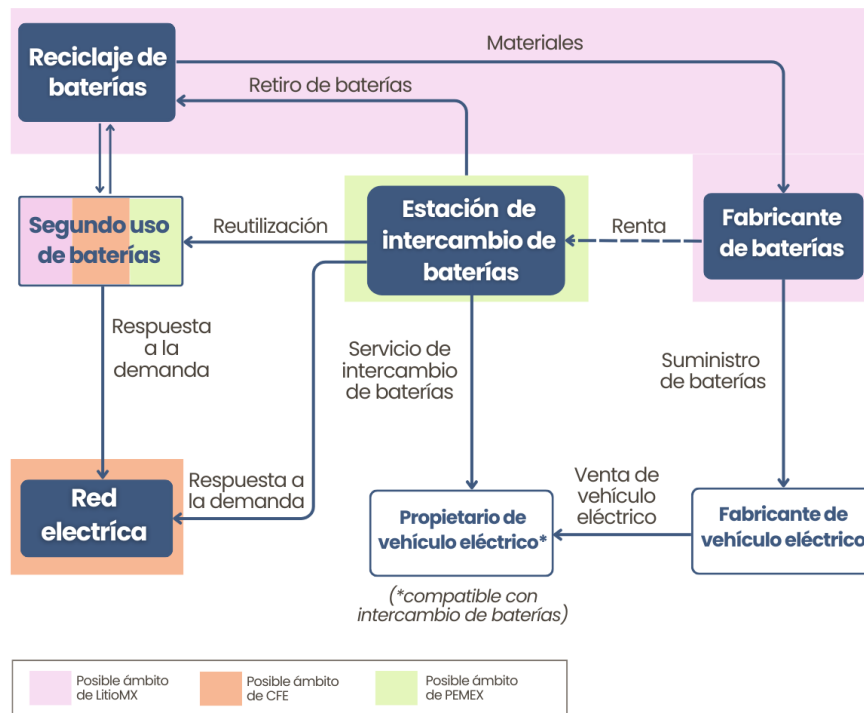 Materiales
Reciclaje de
baterías
Retiro de baterías
Segundo uso
de baterías
Reutilización
Estación de
intercambio de
baterías
Renta
Fabricante
de baterías
Respuesta
a la
demanda
Servicio de
intercambio
de baterías
Suministro
de baterías
Red
electríca
Respuesta a
la demanda
Propietario de
vehículo eléctrico*
Venta de
vehículo
eléctrico
Fabricante de
vehículo eléctrico
(*compatible con
intercambio de baterías)
Posible ámbito
de LitioMX
Posible ámbito
de CFE
Posible ámbito
de PEMEX